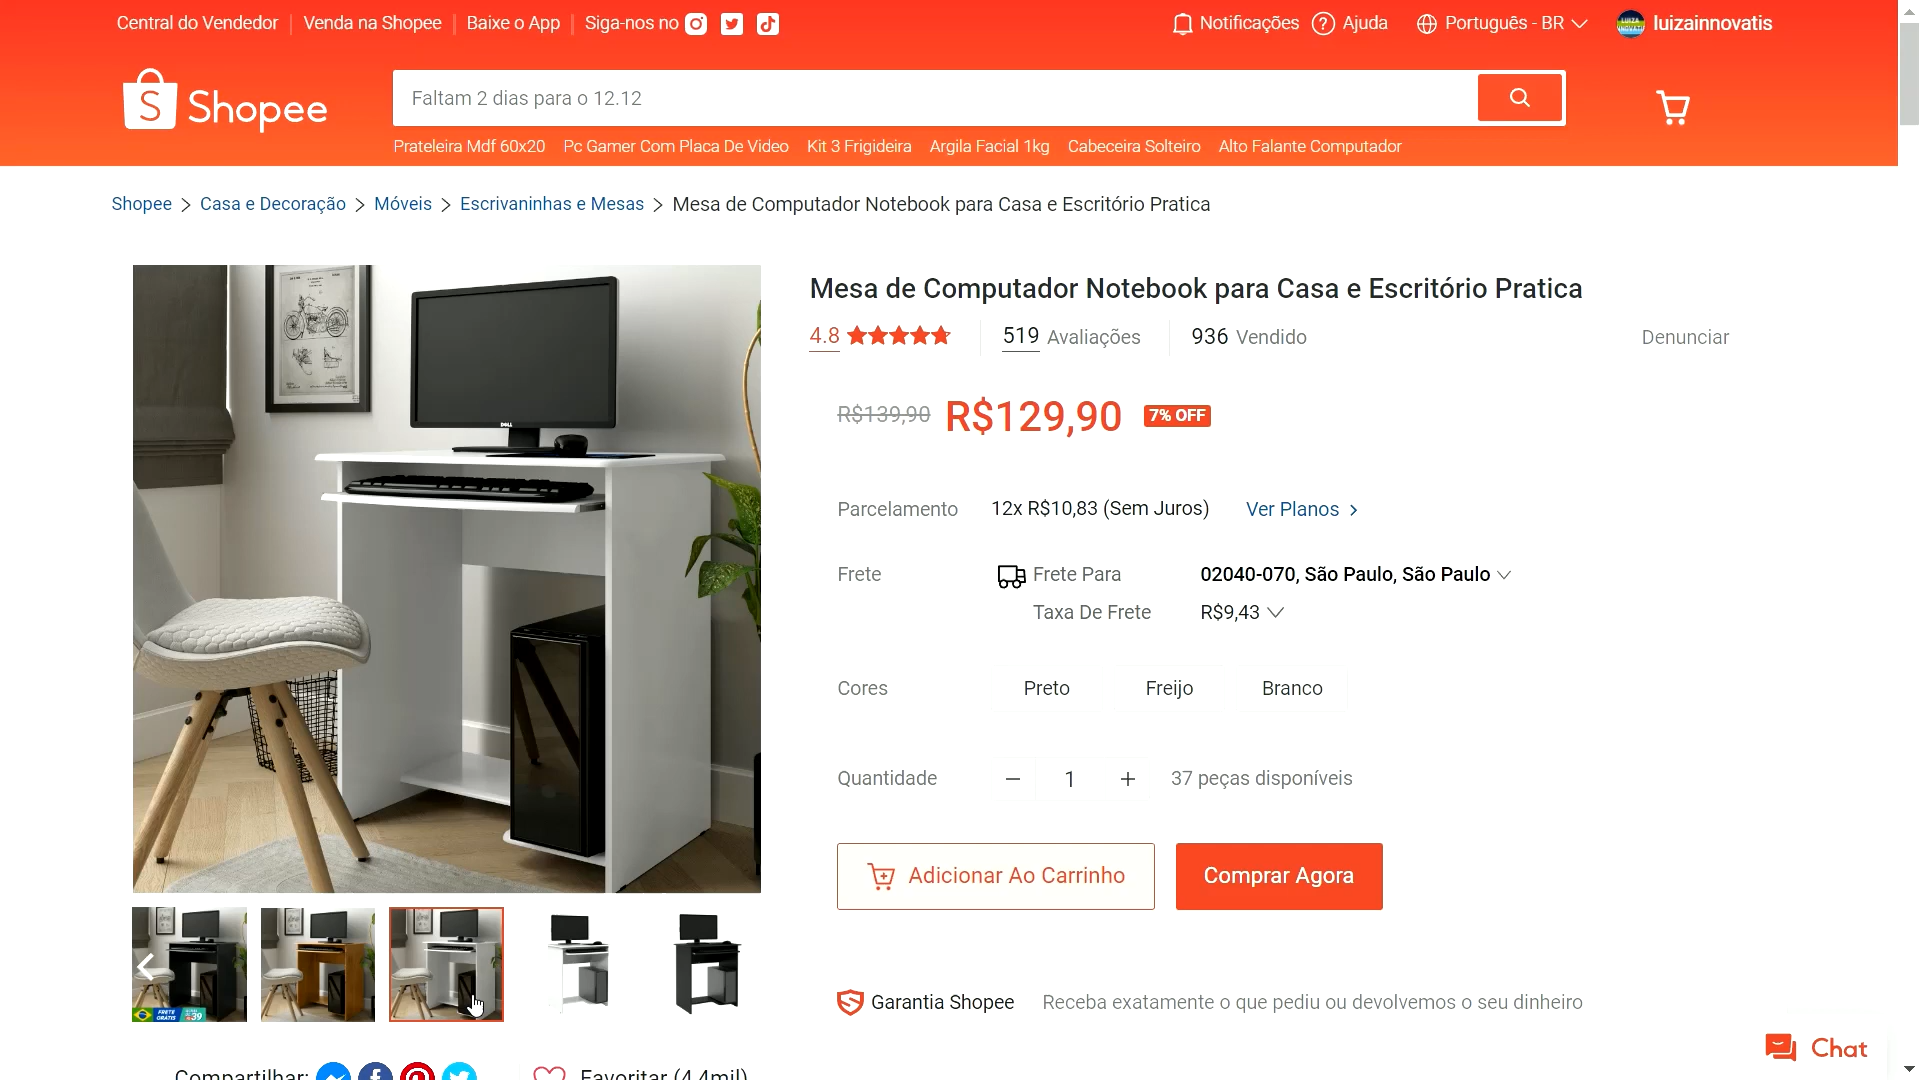 Central do Vendedor | Venda na Shopee | Baixe o App | Siga-nos no
Notificações Ajuda Português - BR luizainnovatis
Shopee
Faltam 2 dias para o 12.12
Prateleira Mdf 60x20 Pc Gamer Com Placa De Video Kit 3 Frigideira Argila Facial 1kg Cabeceira Solteiro Alto Falante Computador
Shopee > Casa e Decoração > Móveis > Escrivaninhas e Mesas > Mesa de Computador Notebook para Casa e Escritório Pratica
Mesa de Computador Notebook para Casa e Escritório Pratica
4.8 519 Avaliações 936 Vendido Denunciar
R$139,90 R$129,90 7% OFF
Parcelamento 12x R$10,83 (Sem Juros) Ver Planos >
Frete Frete Para 02040-070, São Paulo, São Paulo
Taxa De Frete R$9,43
Cores Preto Freijo Branco
Quantidade − 1 + 37 peças disponíveis
Adicionar Ao Carrinho Comprar Agora
DELL
FRETE GRÁTIS
39
Garantia Shopee Receba exatamente o que pediu ou devolvemos o seu dinheiro
Chat
Compartilhar: Favoritar (4,4mil)